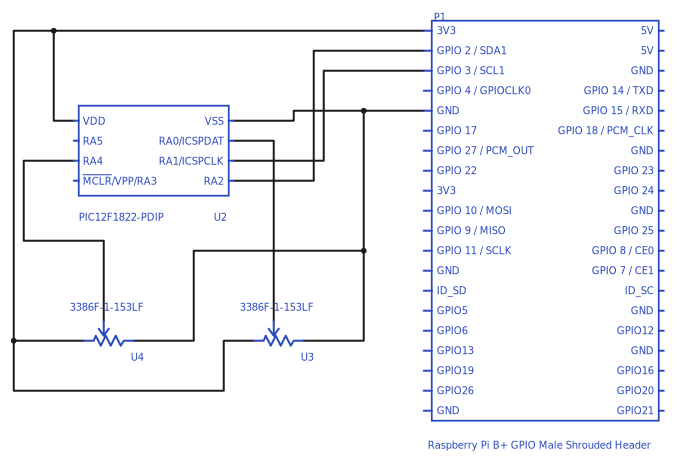 P1
3V3 5V
GPIO 2 / SDA1 5V
GPIO 3 / SCL1 GND
GPIO 4 / GPIOCLK0 GPIO 14 / TXD
GND GPIO 15 / RXD
GPIO 17 GPIO 18 / PCM_CLK
GPIO 27 / PCM_OUT GND
GPIO 22 GPIO 23
3V3 GPIO 24
GPIO 10 / MOSI GND
GPIO 9 / MISO GPIO 25
GPIO 11 / SCLK GPIO 8 / CE0
GND GPIO 7 / CE1
ID_SD ID_SC
GPIO5 GND
GPIO6 GPIO12
GPIO13 GND
GPIO19 GPIO16
GPIO26 GPIO20
GND GPIO21
Raspberry Pi B+ GPIO Male Shrouded Header
VDD VSS
RA5 RA0/ICSPDAT
RA4 RA1/ICSPCLK
MCLR/VPP/RA3 RA2
PIC12F1822-PDIP U2
3386F-1-153LF
U4
3386F-1-153LF
U3